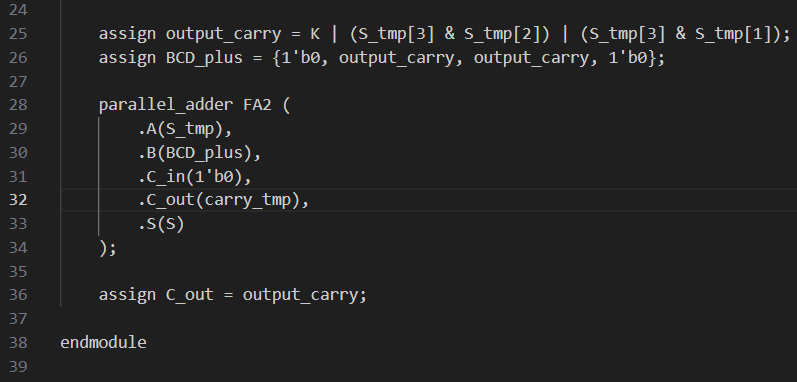 24
25 assign output_carry = K | (S_tmp[3] & S_tmp[2]) | (S_tmp[3] & S_tmp[1]);
26 assign BCD_plus = {1'b0, output_carry, output_carry, 1'b0};
27
28 parallel_adder FA2 (
29 .A(S_tmp),
30 .B(BCD_plus),
31 .C_in(1'b0),
32 .C_out(carry_tmp),
33 .S(S)
34 );
35
36 assign C_out = output_carry;
37
38 endmodule
39